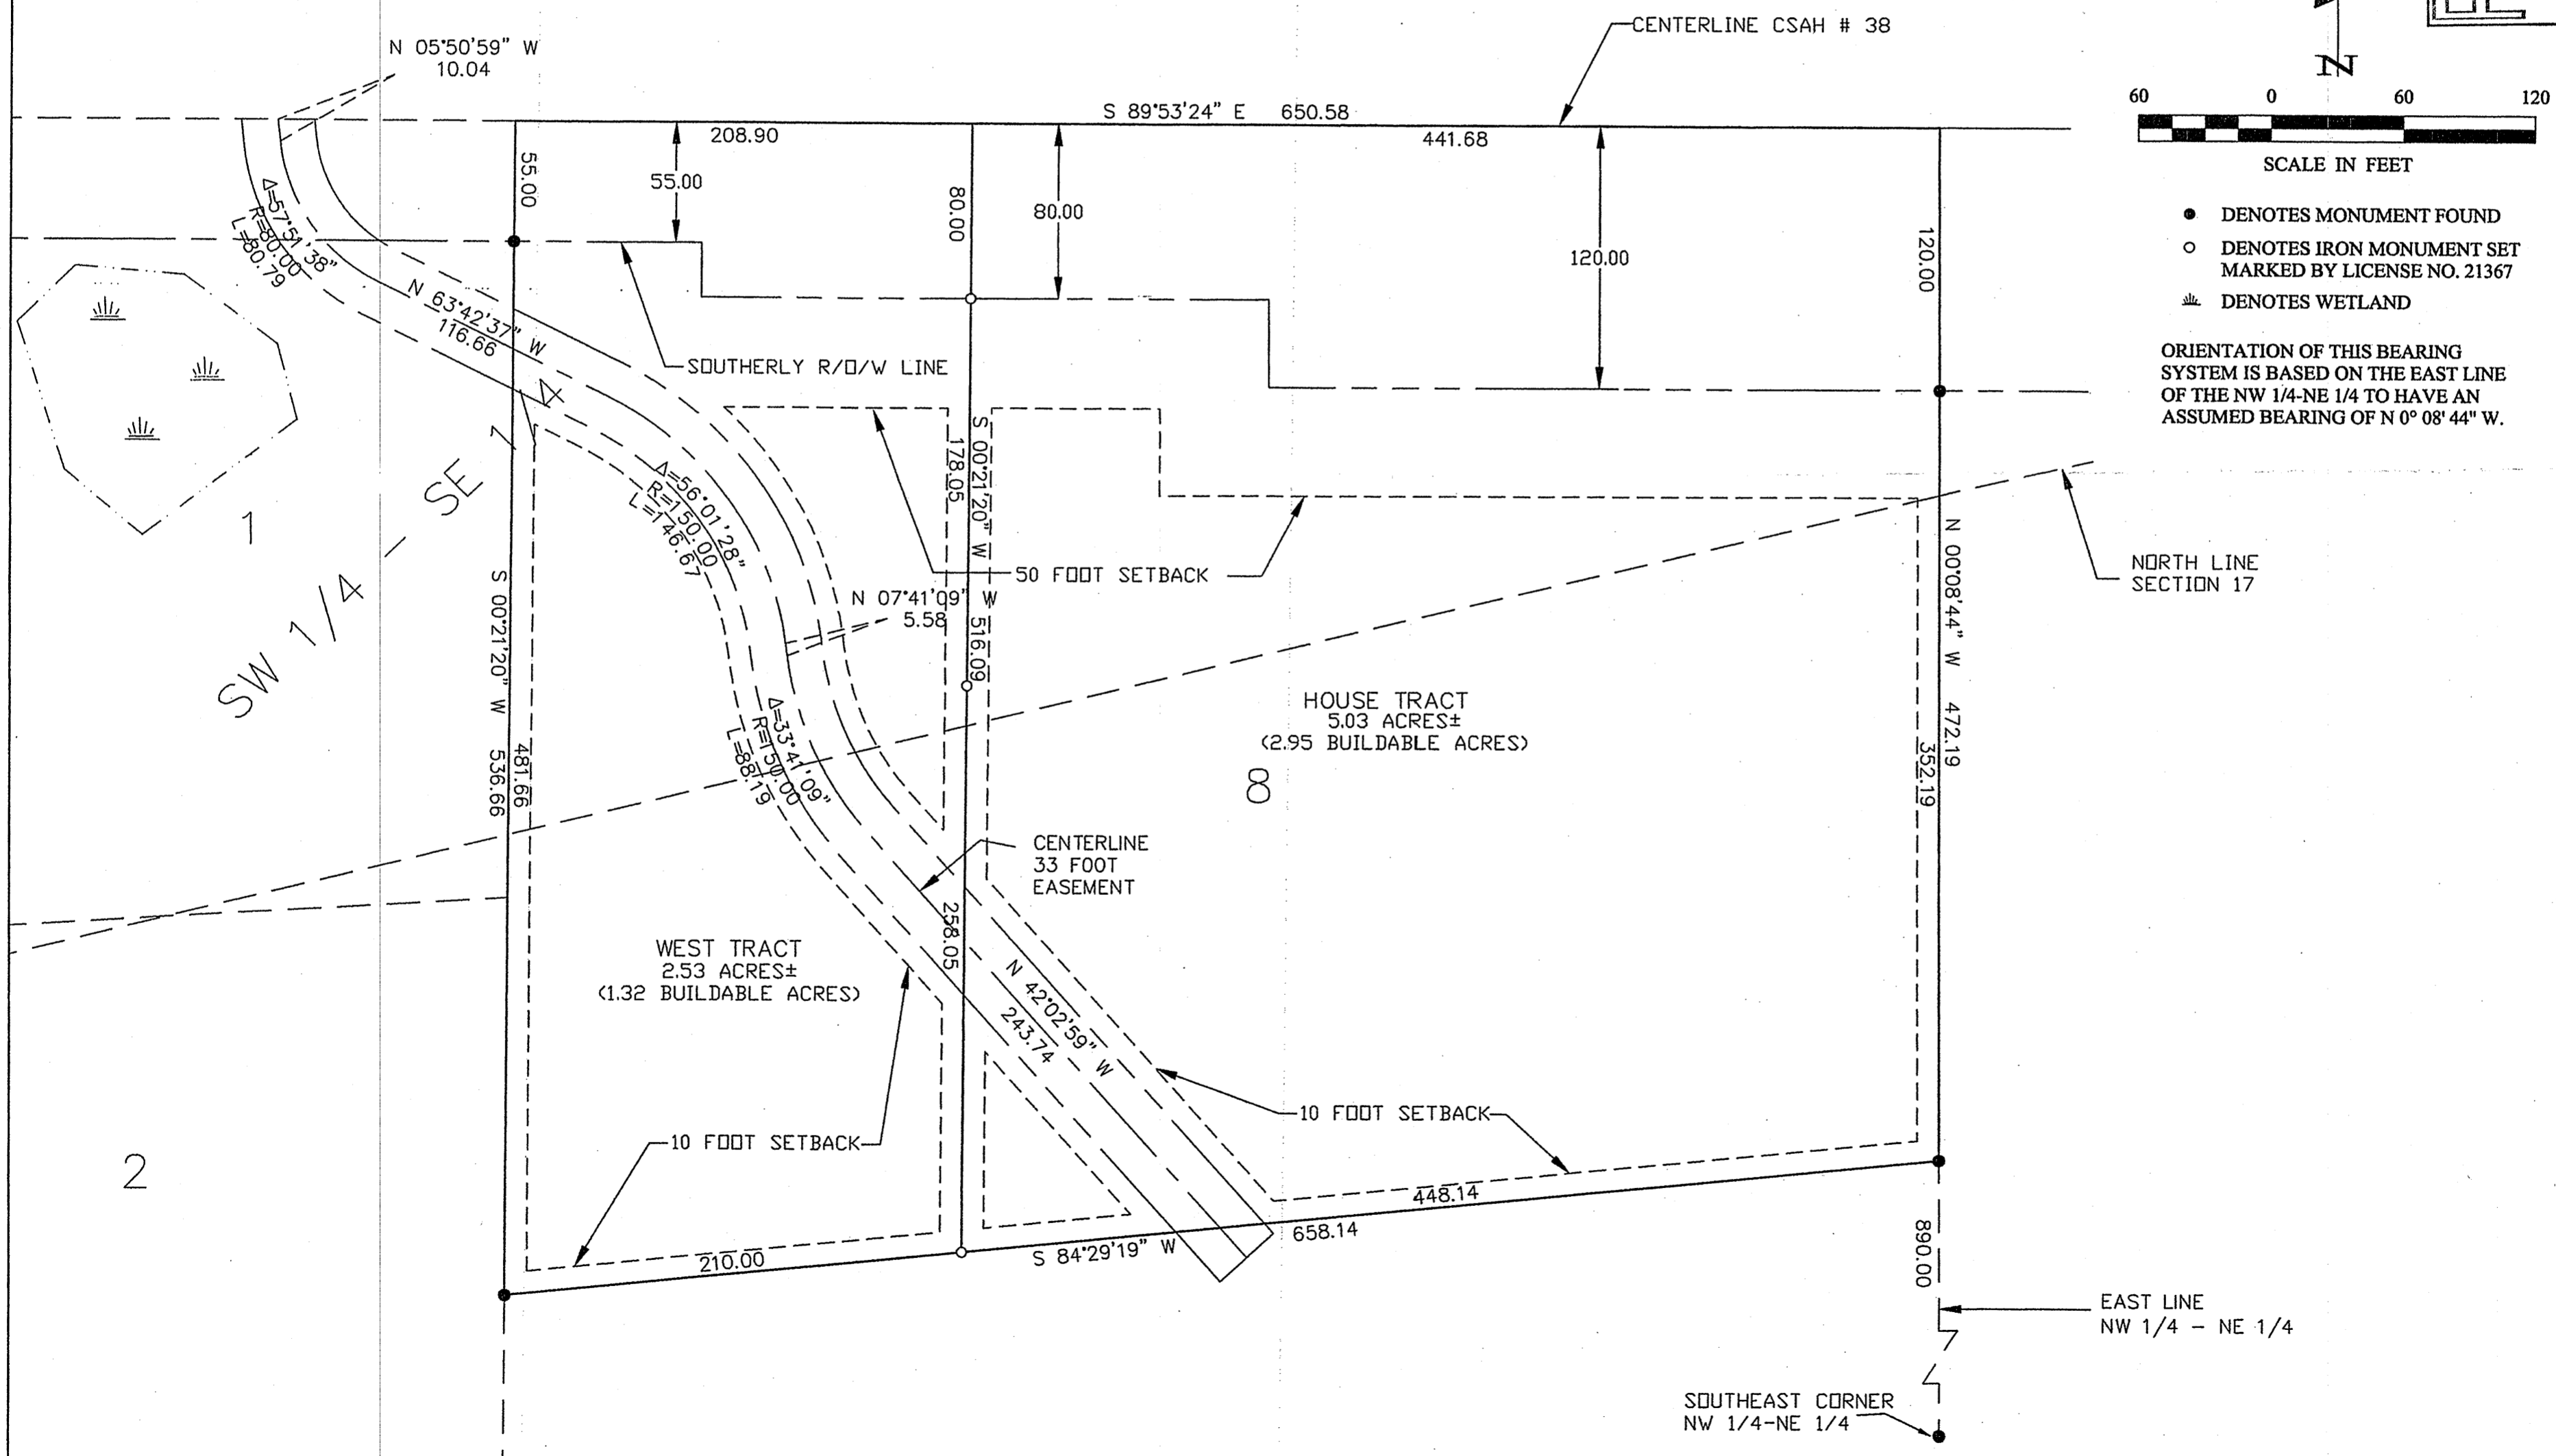 CENTERLINE CSAH # 38
N 05°50'59" W
10.04
N
60 0 60 120
SCALE IN FEET
DENOTES MONUMENT FOUND
DENOTES IRON MONUMENT SET
MARKED BY LICENSE NO. 21367
DENOTES WETLAND
ORIENTATION OF THIS BEARING
SYSTEM IS BASED ON THE EAST LINE
OF THE NW 1/4-NE 1/4 TO HAVE AN
ASSUMED BEARING OF N 0° 08' 44" W.
S 89°53'24" E 650.58
208.90
441.68
55.00
55.00
80.00
80.00
120.00
120.00
Δ=57°51'38"
R=80.00
L=80.79
N 63°42'37" W
116.66
SOUTHERLY R/O/W LINE
S 00°21'20" W 516.09
178.05
Δ=56°01'28"
R=150.00
L=146.67
50 FOOT SETBACK
N 07°41'09" W
5.58
NORTH LINE
SECTION 17
N 00°08'44" W 472.19
352.19
1
SW 1/4 - SE 1/4
S 00°21'20" W 536.66
481.66
HOUSE TRACT
5.03 ACRES±
(2.95 BUILDABLE ACRES)
8
Δ=33°41'09"
R=150.00
L=88.19
CENTERLINE
33 FOOT
EASEMENT
258.05
WEST TRACT
2.53 ACRES±
(1.32 BUILDABLE ACRES)
N 42°02'59" W
243.74
10 FOOT SETBACK
10 FOOT SETBACK
2
448.14
658.14
S 84°29'19" W
210.00
890.00
EAST LINE
NW 1/4 - NE 1/4
SOUTHEAST CORNER
NW 1/4-NE 1/4